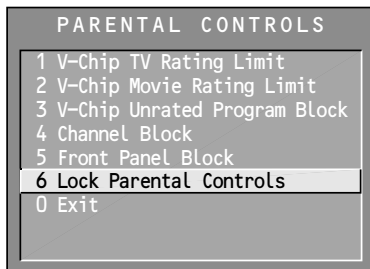 PARENTAL CONTROLS
1 V-Chip TV Rating Limit
2 V-Chip Movie Rating Limit
3 V-Chip Unrated Program Block
4 Channel Block
5 Front Panel Block
6 Lock Parental Controls
0 Exit